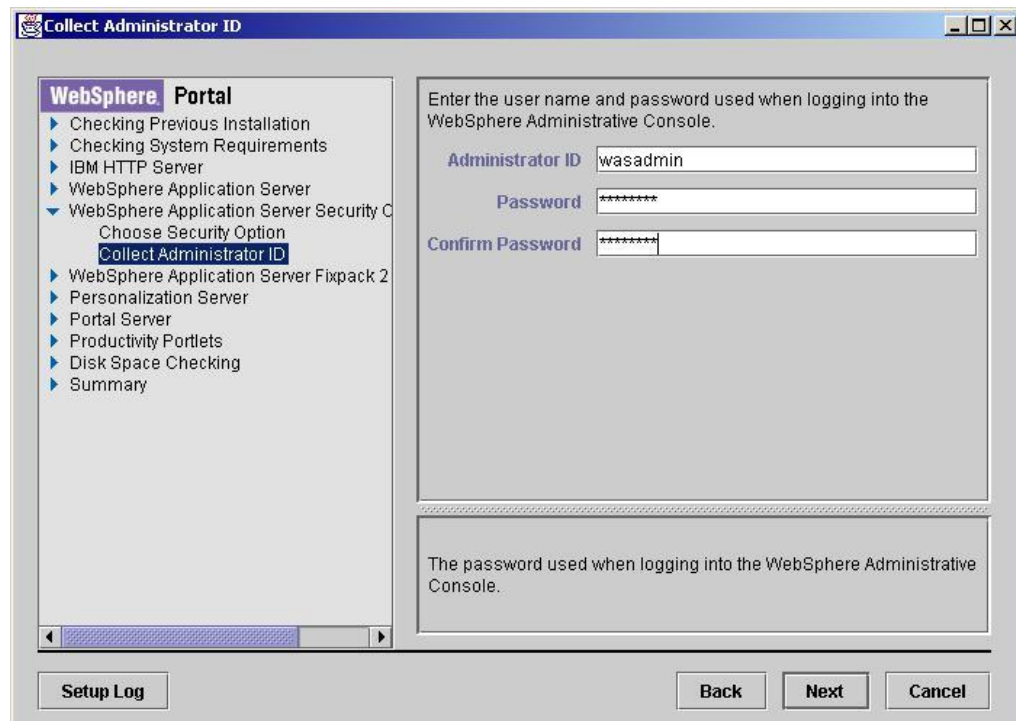 Collect Administrator ID
WebSphere Portal
Checking Previous Installation
Checking System Requirements
IBM HTTP Server
WebSphere Application Server
WebSphere Application Server Security C
Choose Security Option
Collect Administrator ID
WebSphere Application Server Fixpack 2
Personalization Server
Portal Server
Productivity Portlets
Disk Space Checking
Summary
Enter the user name and password used when logging into the
WebSphere Administrative Console.
Administrator ID wasadmin
Password ********
Confirm Password ********
The password used when logging into the WebSphere Administrative
Console.
Setup Log Back Next Cancel